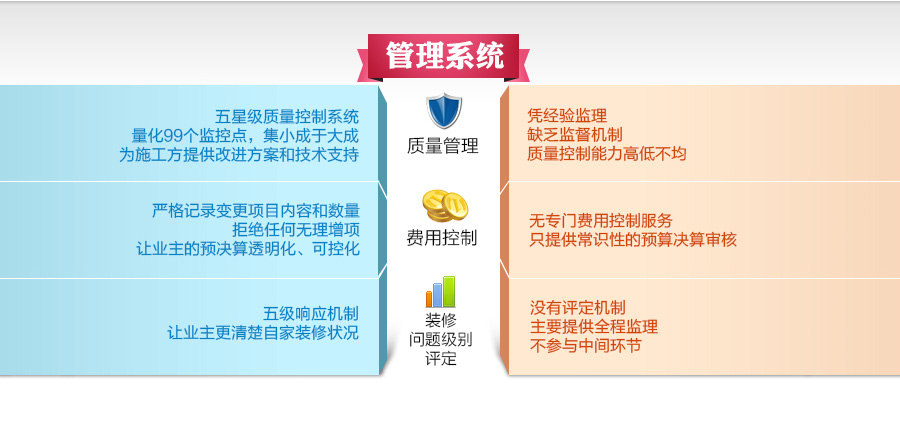 管理系统
五星级质量控制系统
量化99个监控点，集小成于大成
为施工方提供改进方案和技术支持
质量管理
凭经验监理
缺乏监督机制
质量控制能力高低不均
严格记录变更项目内容和数量
拒绝任何无理增项
让业主的预决算透明化、可控化
费用控制
无专门费用控制服务
只提供常识性的预算决算审核
五级响应机制
让业主更清楚自家装修状况
装修
问题级别
评定
没有评定机制
主要提供全程监理
不参与中间环节